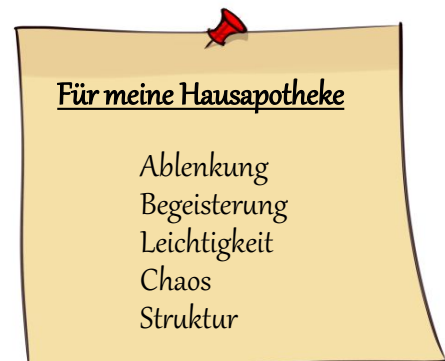 Für meine Hausapotheke
Ablenkung
Begeisterung
Leichtigkeit
Chaos
Struktur